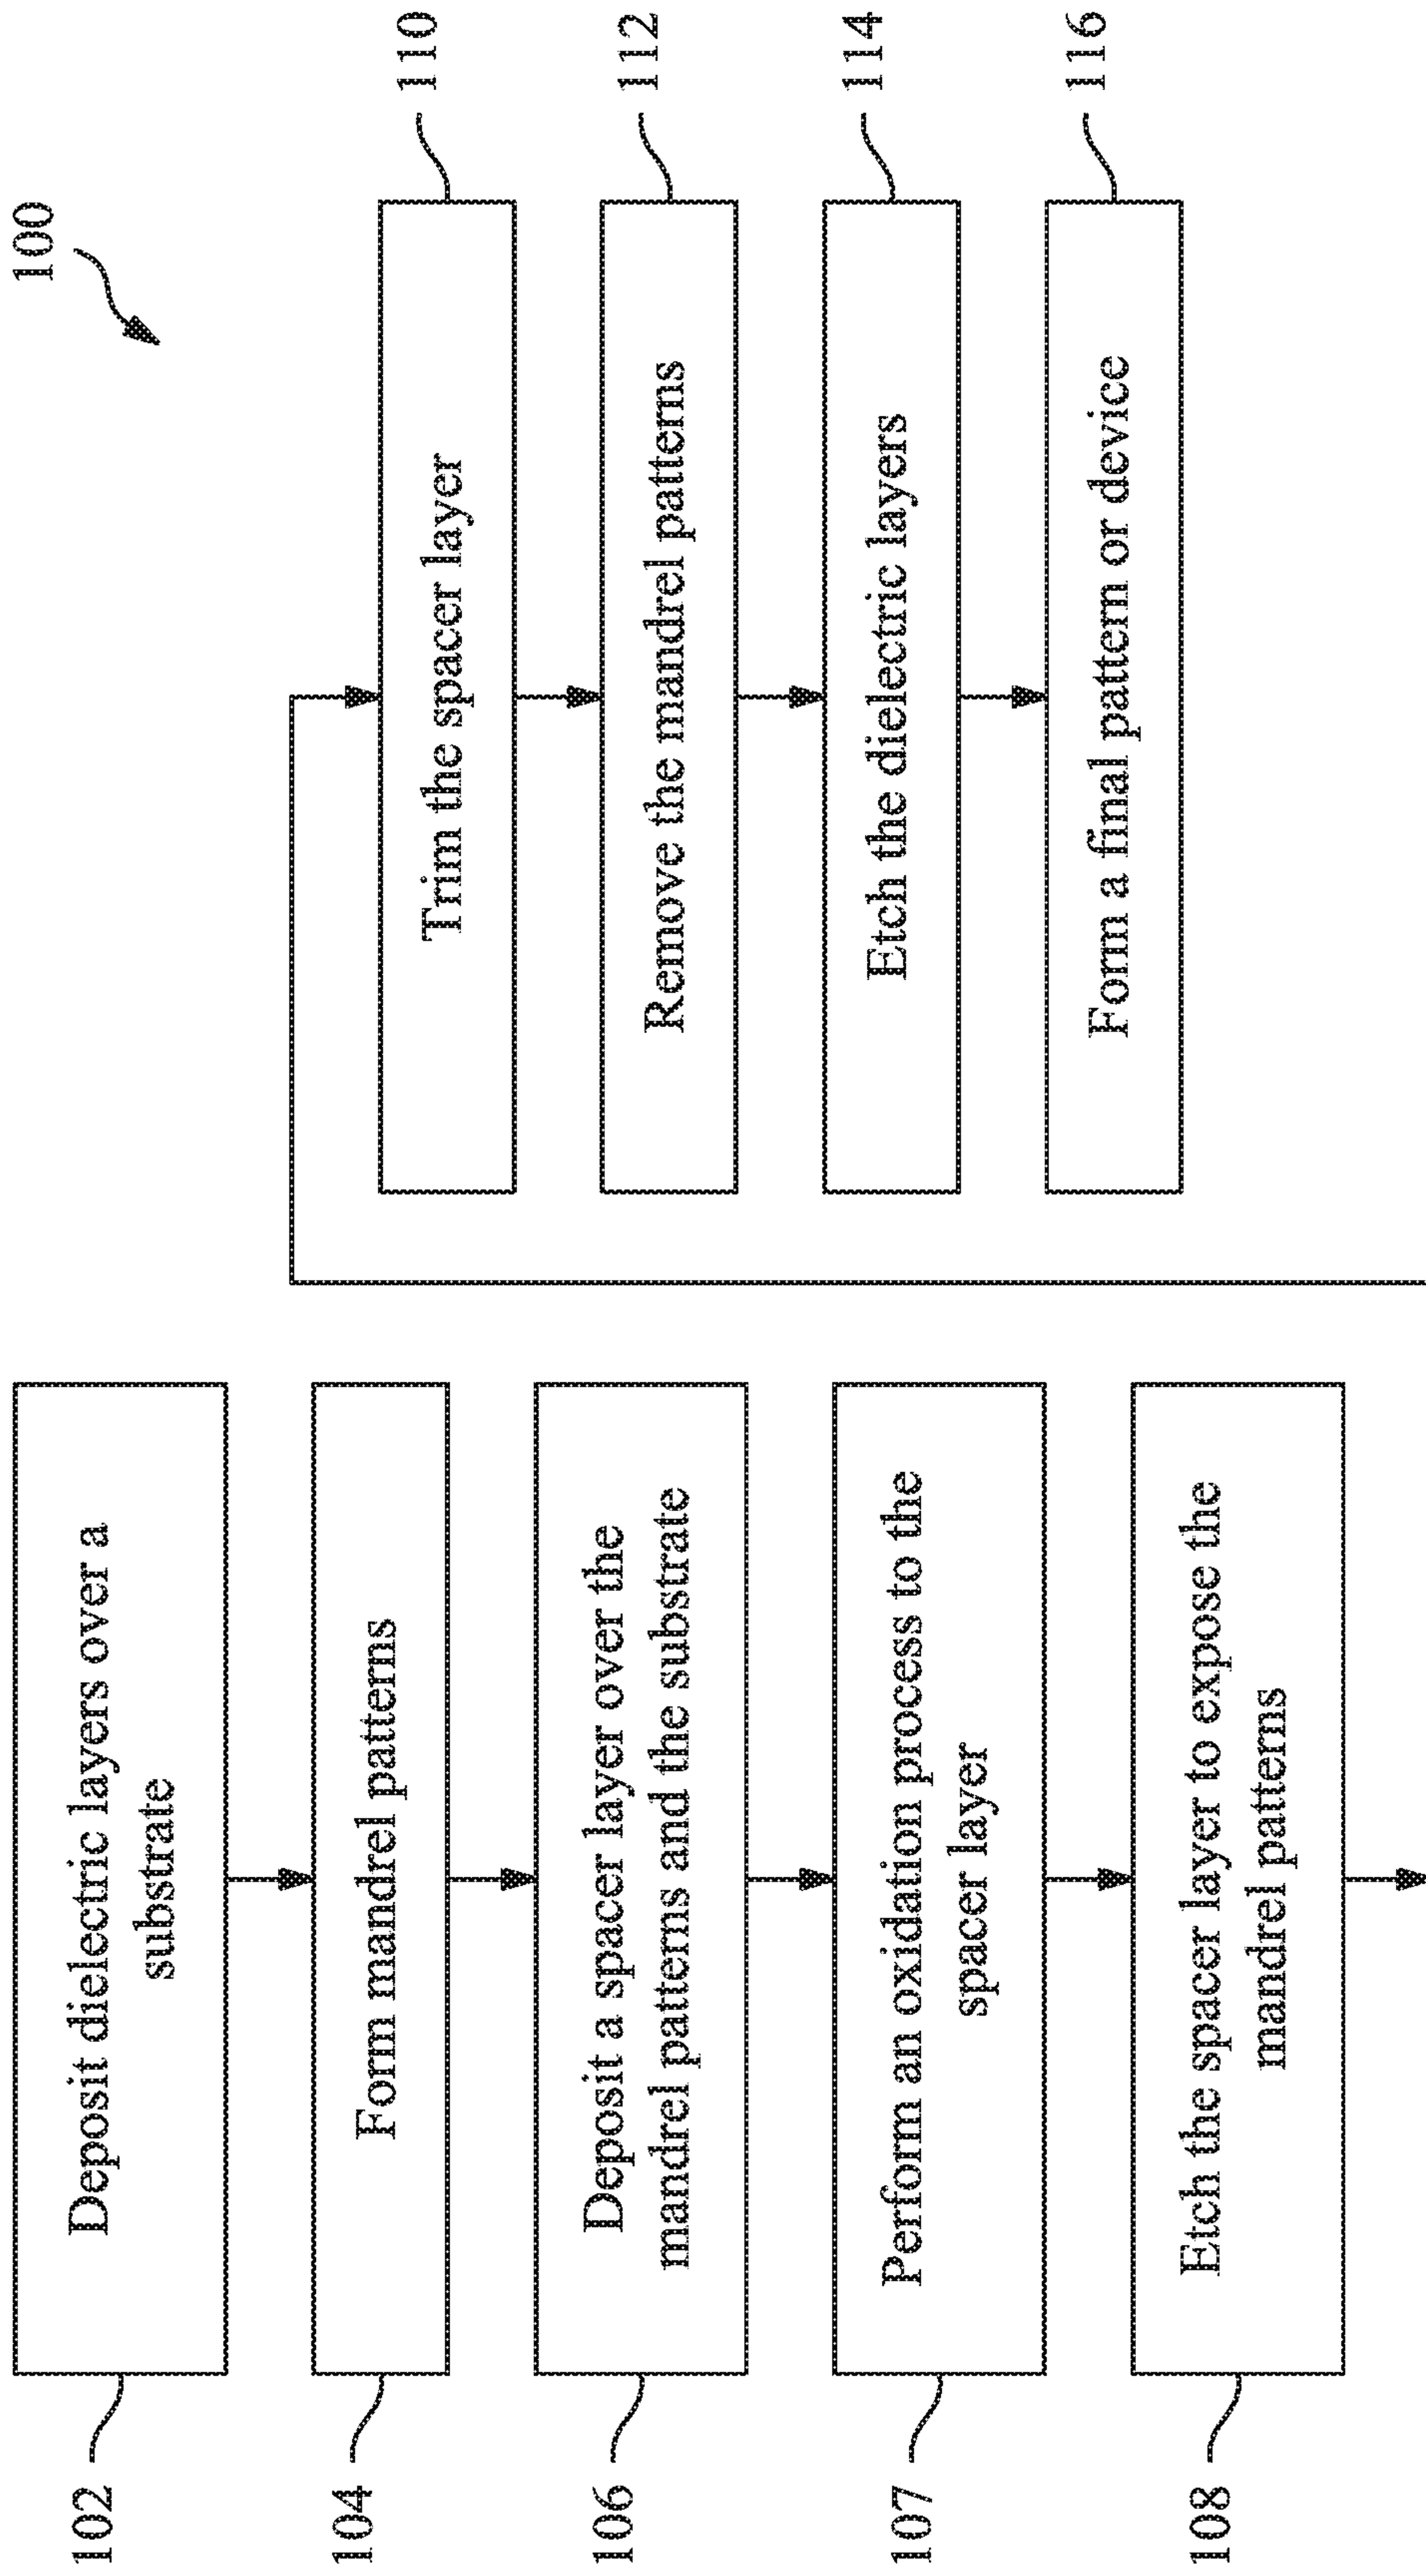 100
102
Deposit dielectric layers over a
substrate
104
Form mandrel patterns
106
Deposit a spacer layer over the
mandrel patterns and the substrate
107
Perform an oxidation process to the
spacer layer
108
Etch the spacer layer to expose the
mandrel patterns
Trim the spacer layer
110
Remove the mandrel patterns
112
Etch the dielectric layers
114
Form a final pattern or device
116